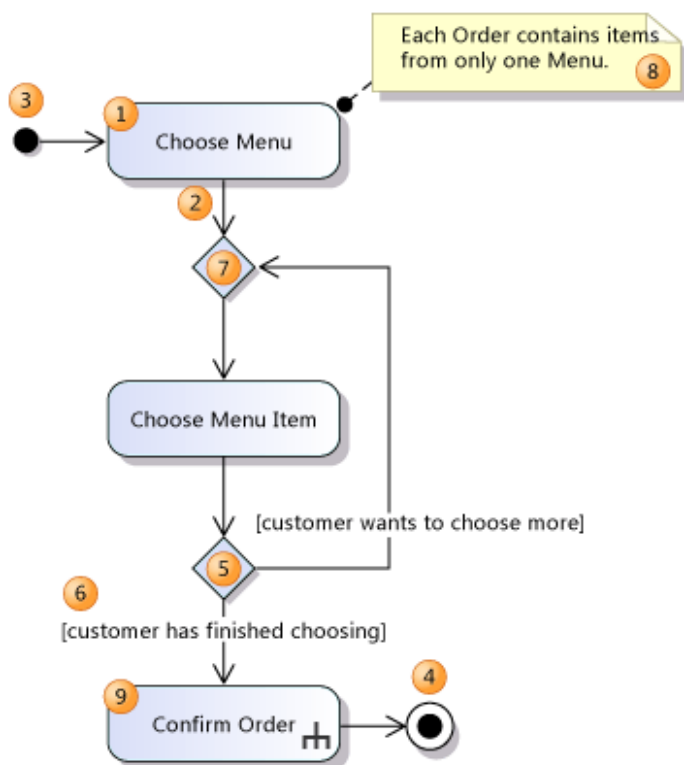 Each Order contains items
from only one Menu.
8
3
1
Choose Menu
2
7
Choose Menu Item
[customer wants to choose more]
5
6
[customer has finished choosing]
4
9
Confirm Order